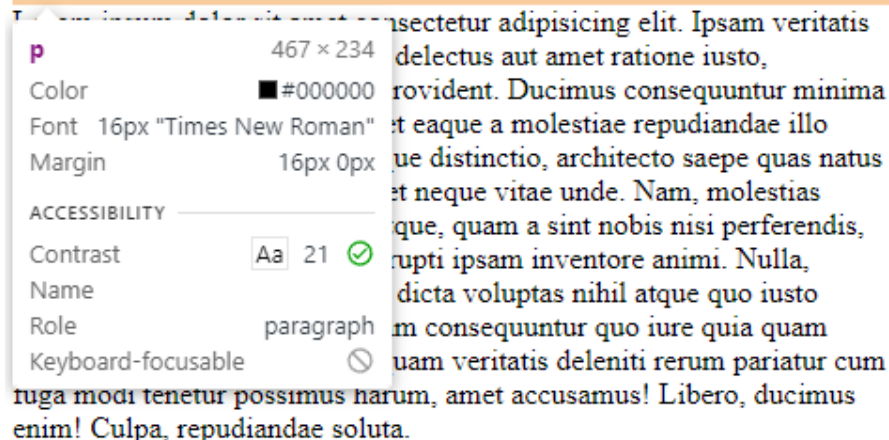 nsectetur adipisicing elit. Ipsam veritatis
p 467 × 234
delectus aut amet ratione iusto,
Color #000000
rovident. Ducimus consequuntur minima
Font 16px "Times New Roman"
t eaque a molestiae repudiandae illo
Margin 16px 0px
ue distinctio, architecto saepe quas natus
et neque vitae unde. Nam, molestias
ACCESSIBILITY
que, quam a sint nobis nisi perferendis,
Contrast Aa 21
rupti ipsam inventore animi. Nulla,
Name
dicta voluptas nihil atque quo iusto
Role paragraph
m consequuntur quo iure quia quam
Keyboard-focusable
uam veritatis deleniti rerum pariatur cum
fuga modi tenetur possimus harum, amet accusamus! Libero, ducimus
enim! Culpa, repudiandae soluta.